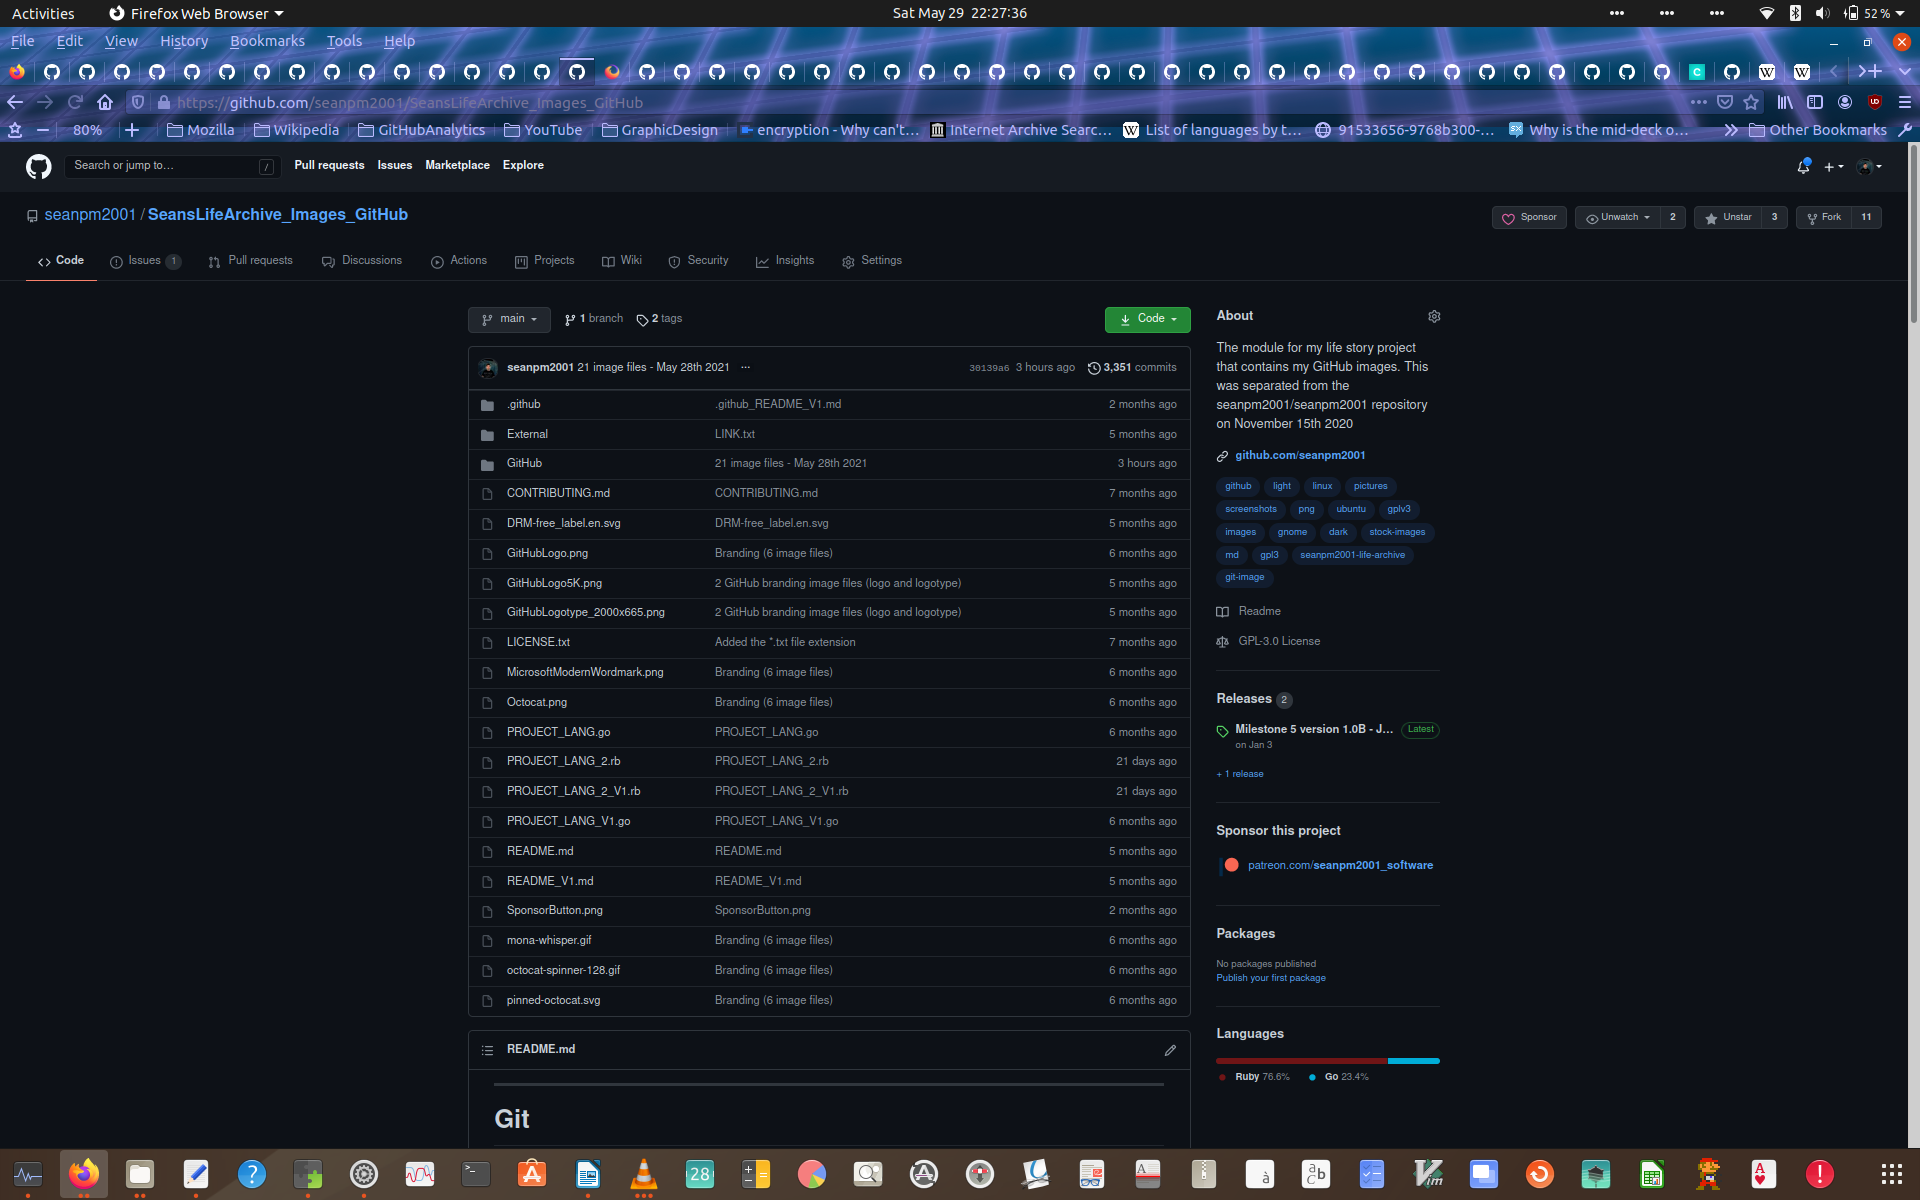 Activities Firefox Web Browser Sat May 29 22:27:36 52 %
File Edit View History Bookmarks Tools Help
https://github.com/seanpm2001/SeansLifeArchive_Images_GitHub
80% Mozilla Wikipedia GitHubAnalytics YouTube GraphicDesign encryption - Why can't... Internet Archive Searc... List of languages by t... 91533656-9768b300-... Why is the mid-deck o... Other Bookmarks
Search or jump to... / Pull requests Issues Marketplace Explore
seanpm2001 / SeansLifeArchive_Images_GitHub Sponsor Unwatch 2 Unstar 3 Fork 11
Code Issues 1 Pull requests Discussions Actions Projects Wiki Security Insights Settings
main 1 branch 2 tags Code
seanpm2001 21 image files - May 28th 2021 ... 30139a6 3 hours ago 3,351 commits
.github .github_README_V1.md 2 months ago
External LINK.txt 5 months ago
GitHub 21 image files - May 28th 2021 3 hours ago
CONTRIBUTING.md CONTRIBUTING.md 7 months ago
DRM-free_label.en.svg DRM-free_label.en.svg 5 months ago
GitHubLogo.png Branding (6 image files) 6 months ago
GitHubLogo5K.png 2 GitHub branding image files (logo and logotype) 5 months ago
GitHubLogotype_2000x665.png 2 GitHub branding image files (logo and logotype) 5 months ago
LICENSE.txt Added the *.txt file extension 7 months ago
MicrosoftModernWordmark.png Branding (6 image files) 6 months ago
Octocat.png Branding (6 image files) 6 months ago
PROJECT_LANG.go PROJECT_LANG.go 6 months ago
PROJECT_LANG_2.rb PROJECT_LANG_2.rb 21 days ago
PROJECT_LANG_2_V1.rb PROJECT_LANG_2_V1.rb 21 days ago
PROJECT_LANG_V1.go PROJECT_LANG_V1.go 6 months ago
README.md README.md 5 months ago
README_V1.md README_V1.md 5 months ago
SponsorButton.png SponsorButton.png 2 months ago
mona-whisper.gif Branding (6 image files) 6 months ago
octocat-spinner-128.gif Branding (6 image files) 6 months ago
pinned-octocat.svg Branding (6 image files) 6 months ago
README.md
Git
About
The module for my life story project
that contains my GitHub images. This
was separated from the
seanpm2001/seanpm2001 repository
on November 15th 2020
github.com/seanpm2001
github light linux pictures
screenshots png ubuntu gplv3
images gnome dark stock-images
md gpl3 seanpm2001-life-archive
git-image
Readme
GPL-3.0 License
Releases 2
Milestone 5 version 1.0B - J... Latest
on Jan 3
+ 1 release
Sponsor this project
patreon.com/seanpm2001_software
Packages
No packages published
Publish your first package
Languages
Ruby 76.6% Go 23.4%
28